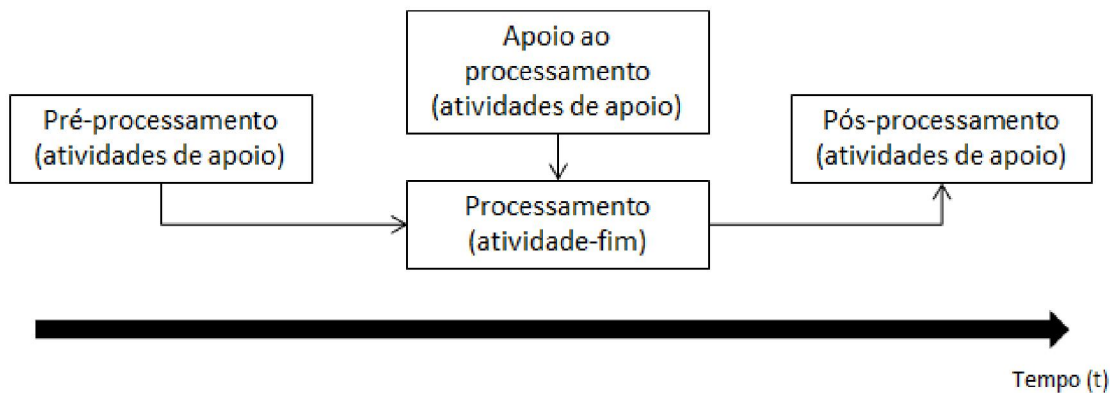 Pré-processamento
(atividades de apoio)
Apoio ao
processamento
(atividades de apoio)
Processamento
(atividade-fim)
Pós-processamento
(atividades de apoio)
Tempo (t)